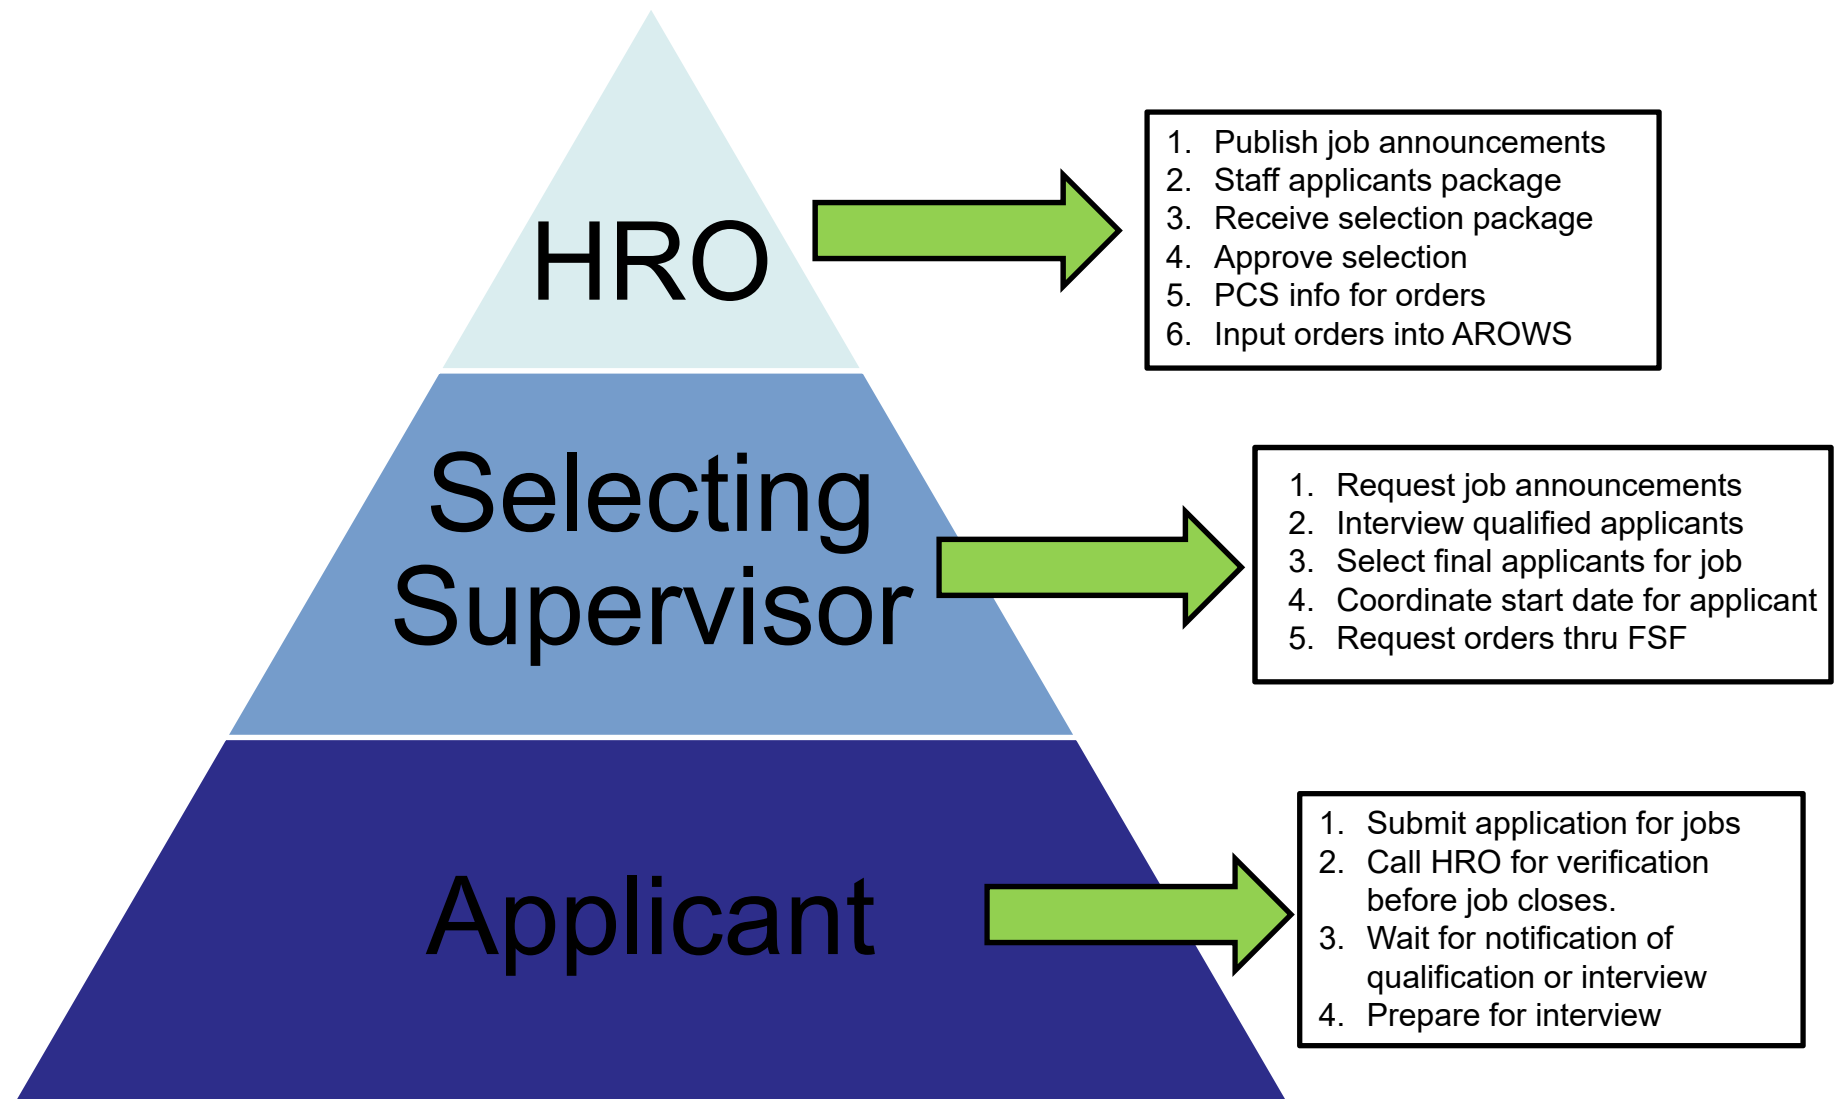 HRO
1. Publish job announcements
2. Staff applicants package
3. Receive selection package
4. Approve selection
5. PCS info for orders
6. Input orders into AROWS
Selecting
Supervisor
1. Request job announcements
2. Interview qualified applicants
3. Select final applicants for job
4. Coordinate start date for applicant
5. Request orders thru FSF
Applicant
1. Submit application for jobs
2. Call HRO for verification
before job closes.
3. Wait for notification of
qualification or interview
4. Prepare for interview